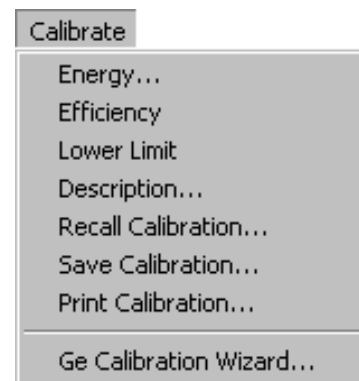 Calibrate
Energy...
Efficiency
Lower Limit
Description...
Recall Calibration...
Save Calibration...
Print Calibration...
Ge Calibration Wizard...